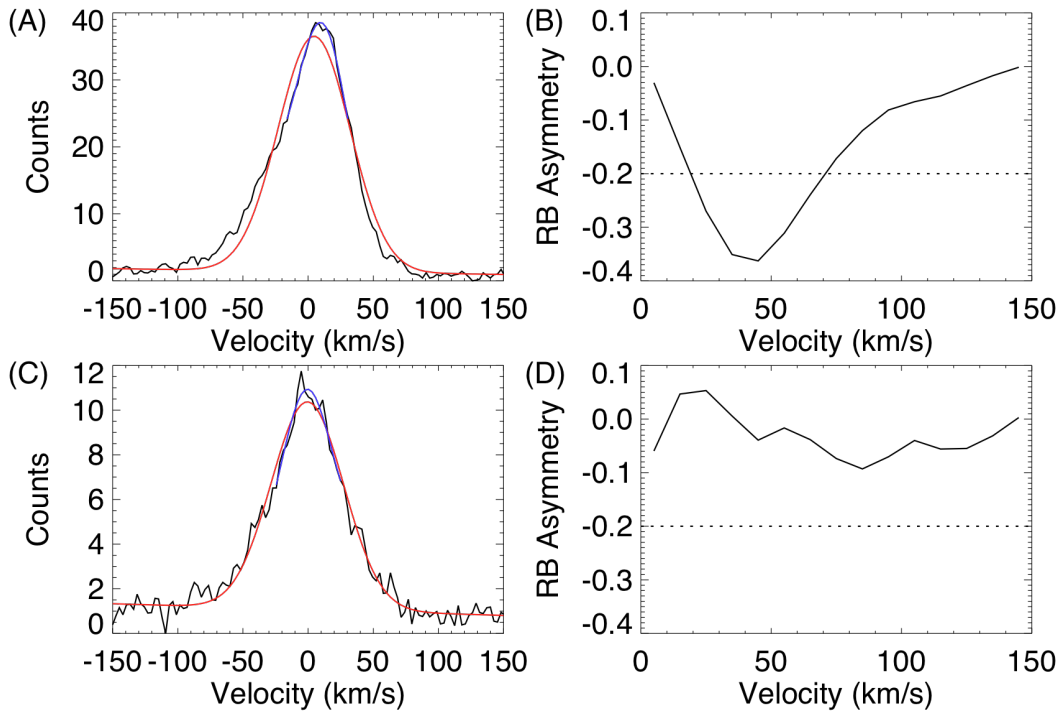 (A)
40
30
20
10
0
Counts
-150 -100 -50 0 50 100 150
Velocity (km/s)
(B)
0.1
0.0
-0.1
-0.2
-0.3
-0.4
RB Asymmetry
0 50 100 150
Velocity (km/s)
(C)
12
10
8
6
4
2
0
Counts
-150 -100 -50 0 50 100 150
Velocity (km/s)
(D)
0.1
0.0
-0.1
-0.2
-0.3
-0.4
RB Asymmetry
0 50 100 150
Velocity (km/s)